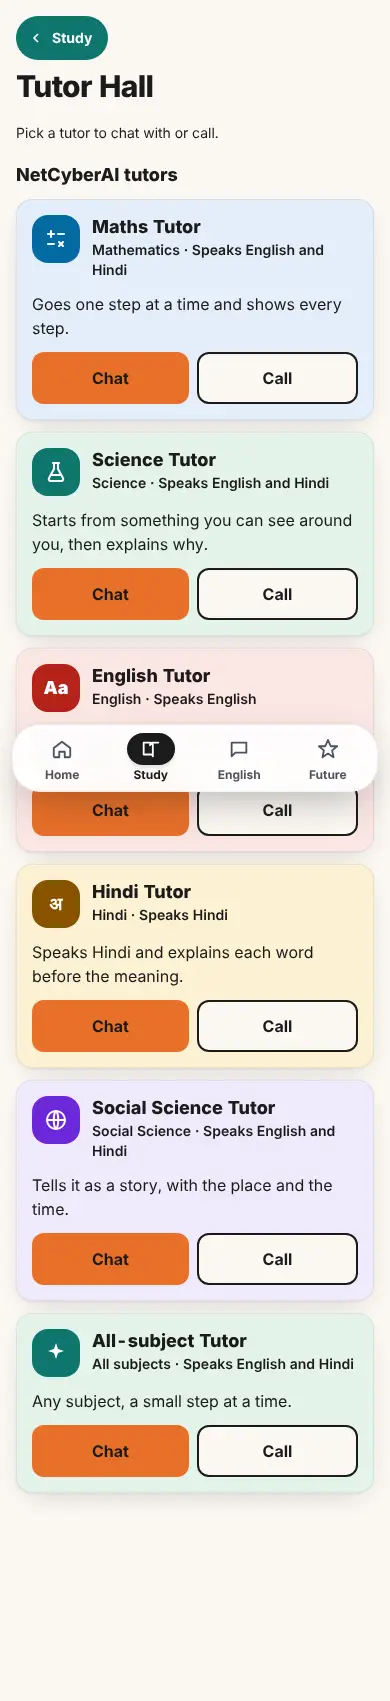 Study
Tutor Hall
Pick a tutor to chat with or call.
NetCyberAI tutors
Maths Tutor
Mathematics · Speaks English and
Hindi
Goes one step at a time and shows every
step.
Chat
Call
Science Tutor
Science · Speaks English and Hindi
Starts from something you can see around
you, then explains why.
Chat
Call
Aa
English Tutor
English · Speaks English
Home
Study
English
Future
Chat
Call
अ
Hindi Tutor
Hindi · Speaks Hindi
Speaks Hindi and explains each word
before the meaning.
Chat
Call
Social Science Tutor
Social Science · Speaks English and
Hindi
Tells it as a story, with the place and the
time.
Chat
Call
All-subject Tutor
All subjects · Speaks English and Hindi
Any subject, a small step at a time.
Chat
Call